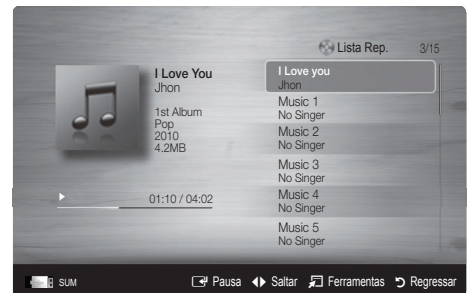 Lista Rep. 3/15
I Love You
Jhon
1st Album
Pop
2010
4.2MB
01:10 / 04:02
I Love you
Jhon
Music 1
No Singer
Music 2
No Singer
Music 3
No Singer
Music 4
No Singer
Music 5
No Singer
SUM Pausa Saltar Ferramentas Regressar